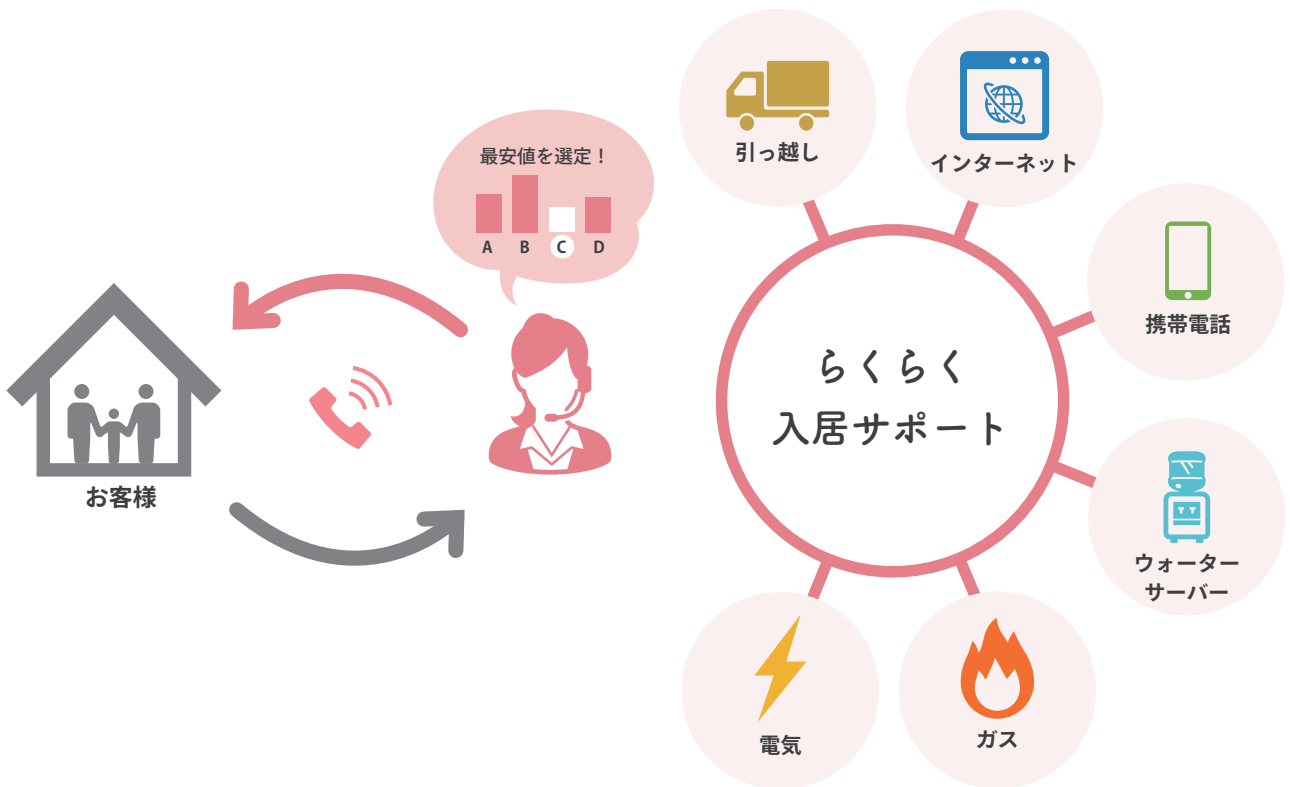 最安値を選定！
A B C D
お客様
らくらく
入居サポート
引っ越し
インターネット
携帯電話
ウォーター
サーバー
ガス
電気